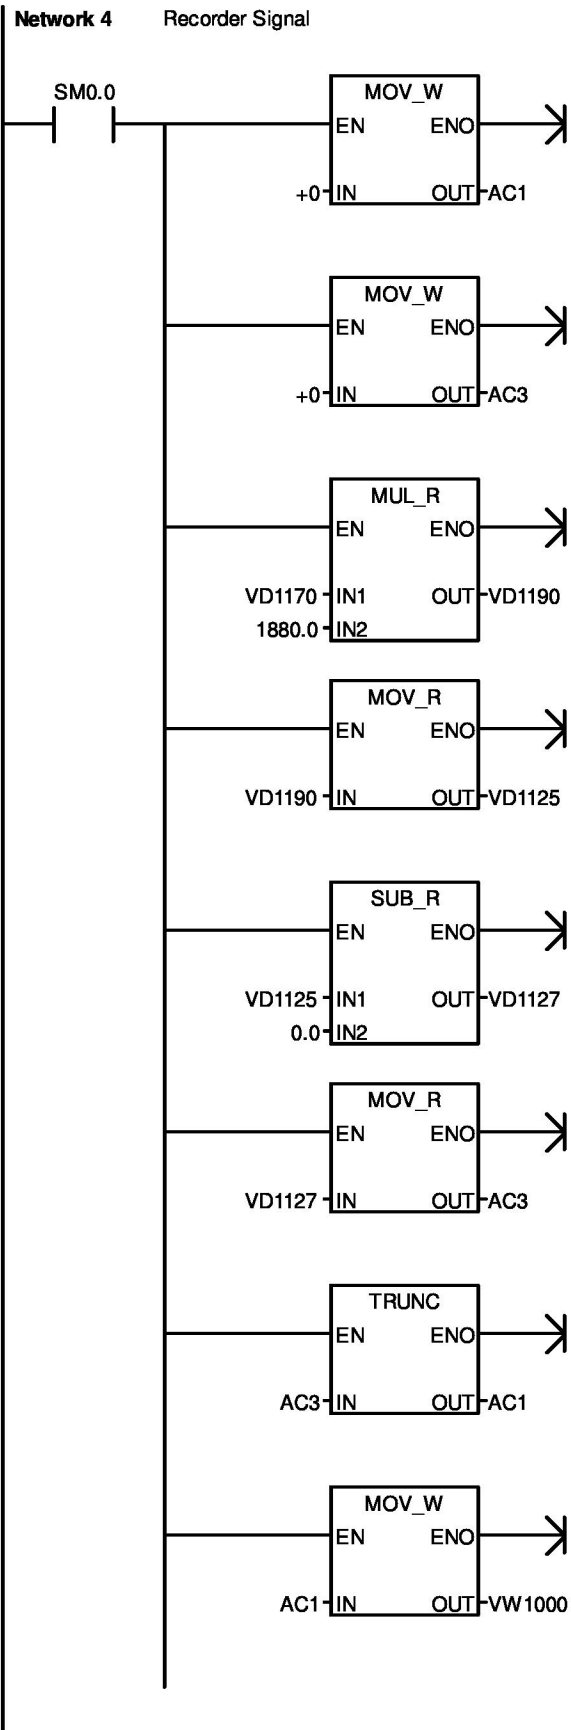 Network 4 Recorder Signal
SM0.0
MOV_W
EN ENO
+0 IN OUT AC1
MOV_W
EN ENO
+0 IN OUT AC3
MUL_R
EN ENO
VD1170 IN1 OUT VD1190
1880.0 IN2
MOV_R
EN ENO
VD1190 IN OUT VD1125
SUB_R
EN ENO
VD1125 IN1 OUT VD1127
0.0 IN2
MOV_R
EN ENO
VD1127 IN OUT AC3
TRUNC
EN ENO
AC3 IN OUT AC1
MOV_W
EN ENO
AC1 IN OUT VW1000